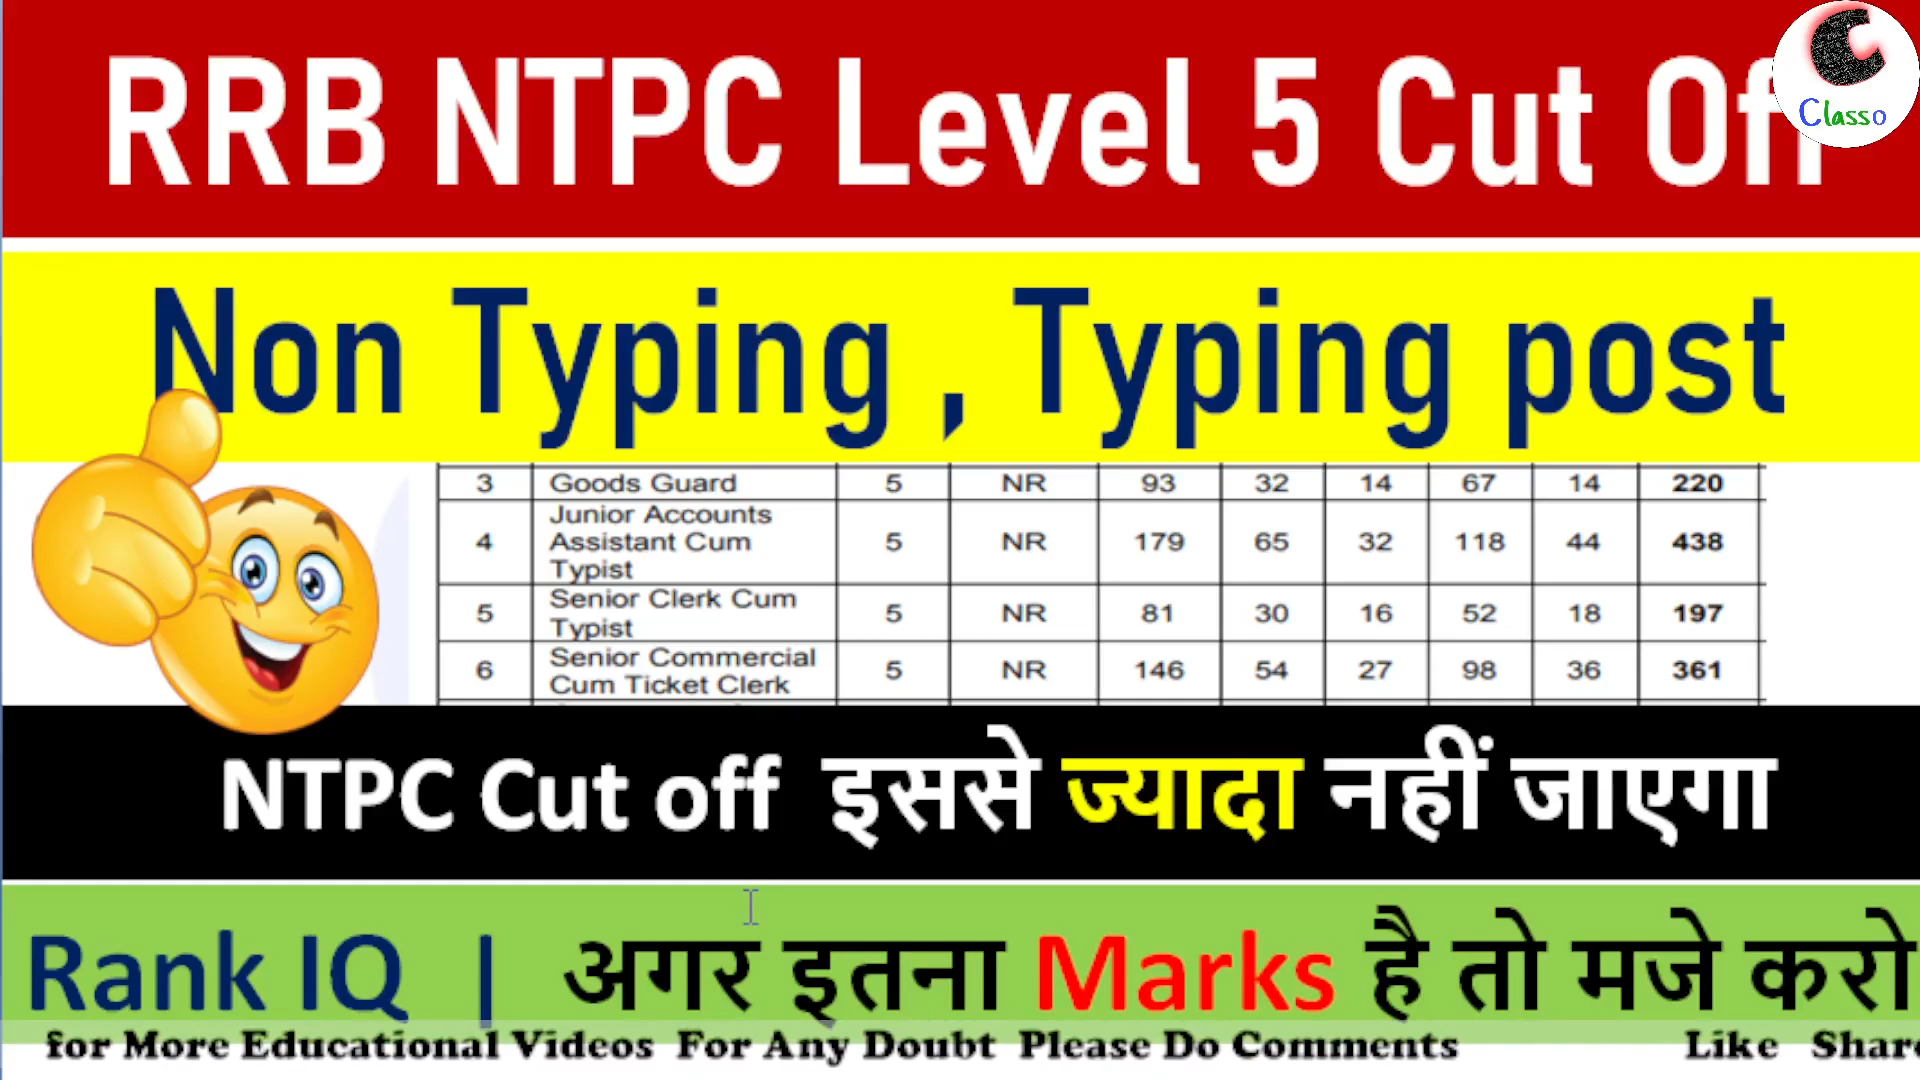 RRB NTPC Level 5 Cut Off
Classo
Non Typing , Typing post
3 Goods Guard 5 NR 93 32 14 67 14 220
4 Junior Accounts Assistant Cum Typist 5 NR 179 65 32 118 44 438
5 Senior Clerk Cum Typist 5 NR 81 30 16 52 18 197
6 Senior Commercial Cum Ticket Clerk 5 NR 146 54 27 98 36 361
NTPC Cut off इससे ज्यादा नहीं जाएगा
Rank IQ | अगर इतना Marks है तो मजे करो
for More Educational Videos For Any Doubt Please Do Comments Like Share